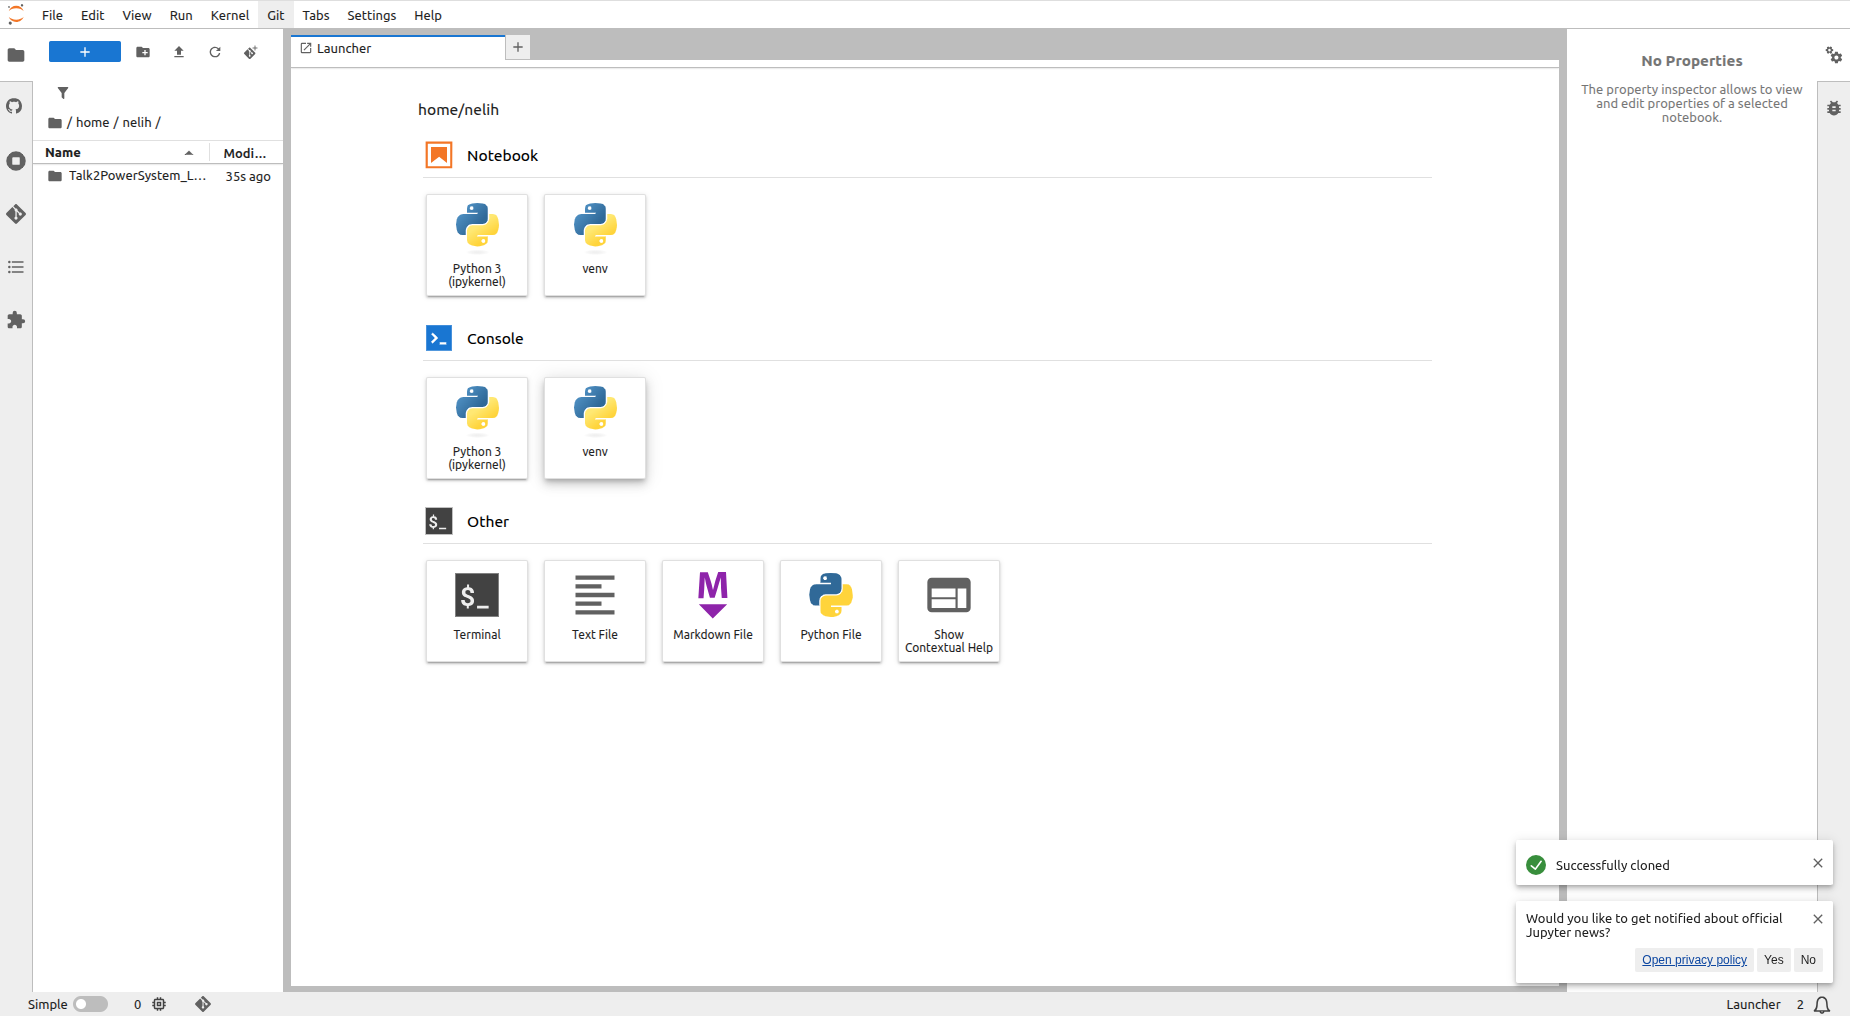 File Edit View Run Kernel Git Tabs Settings Help
Launcher
/ home / nelih /
Name Modi...
Talk2PowerSystem_L... 35s ago
home/nelih
Notebook
Python 3
(ipykernel)
venv
Console
Python 3
(ipykernel)
venv
$_ Other
$_
Terminal
Text File
M
Markdown File
Python File
Show
Contextual Help
No Properties
The property inspector allows to view
and edit properties of a selected
notebook.
Successfully cloned
Would you like to get notified about official
Jupyter news?
Open privacy policy Yes No
Simple 0 Launcher 2